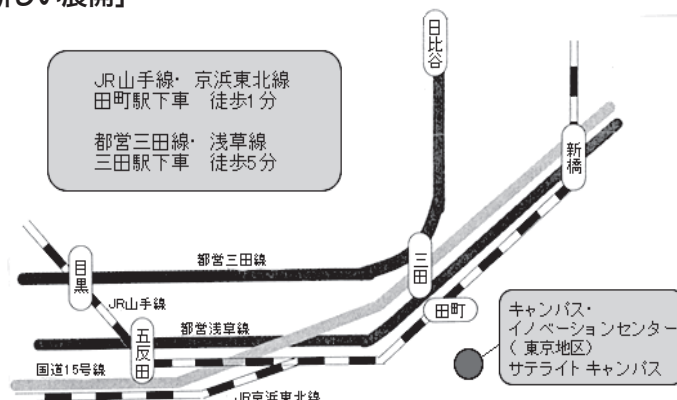 新しい展開」
JR山手線・京浜東北線
田町駅下車 徒歩1分
都営三田線・浅草線
三田駅下車 徒歩5分
日比谷
新橋
都営三田線
三田
目黒
JR山手線
田町
五反田
都営浅草線
国道15号線
JR京浜東北線
キャンパス・
イノベーションセンター
(東京地区)
サテライトキャンパス